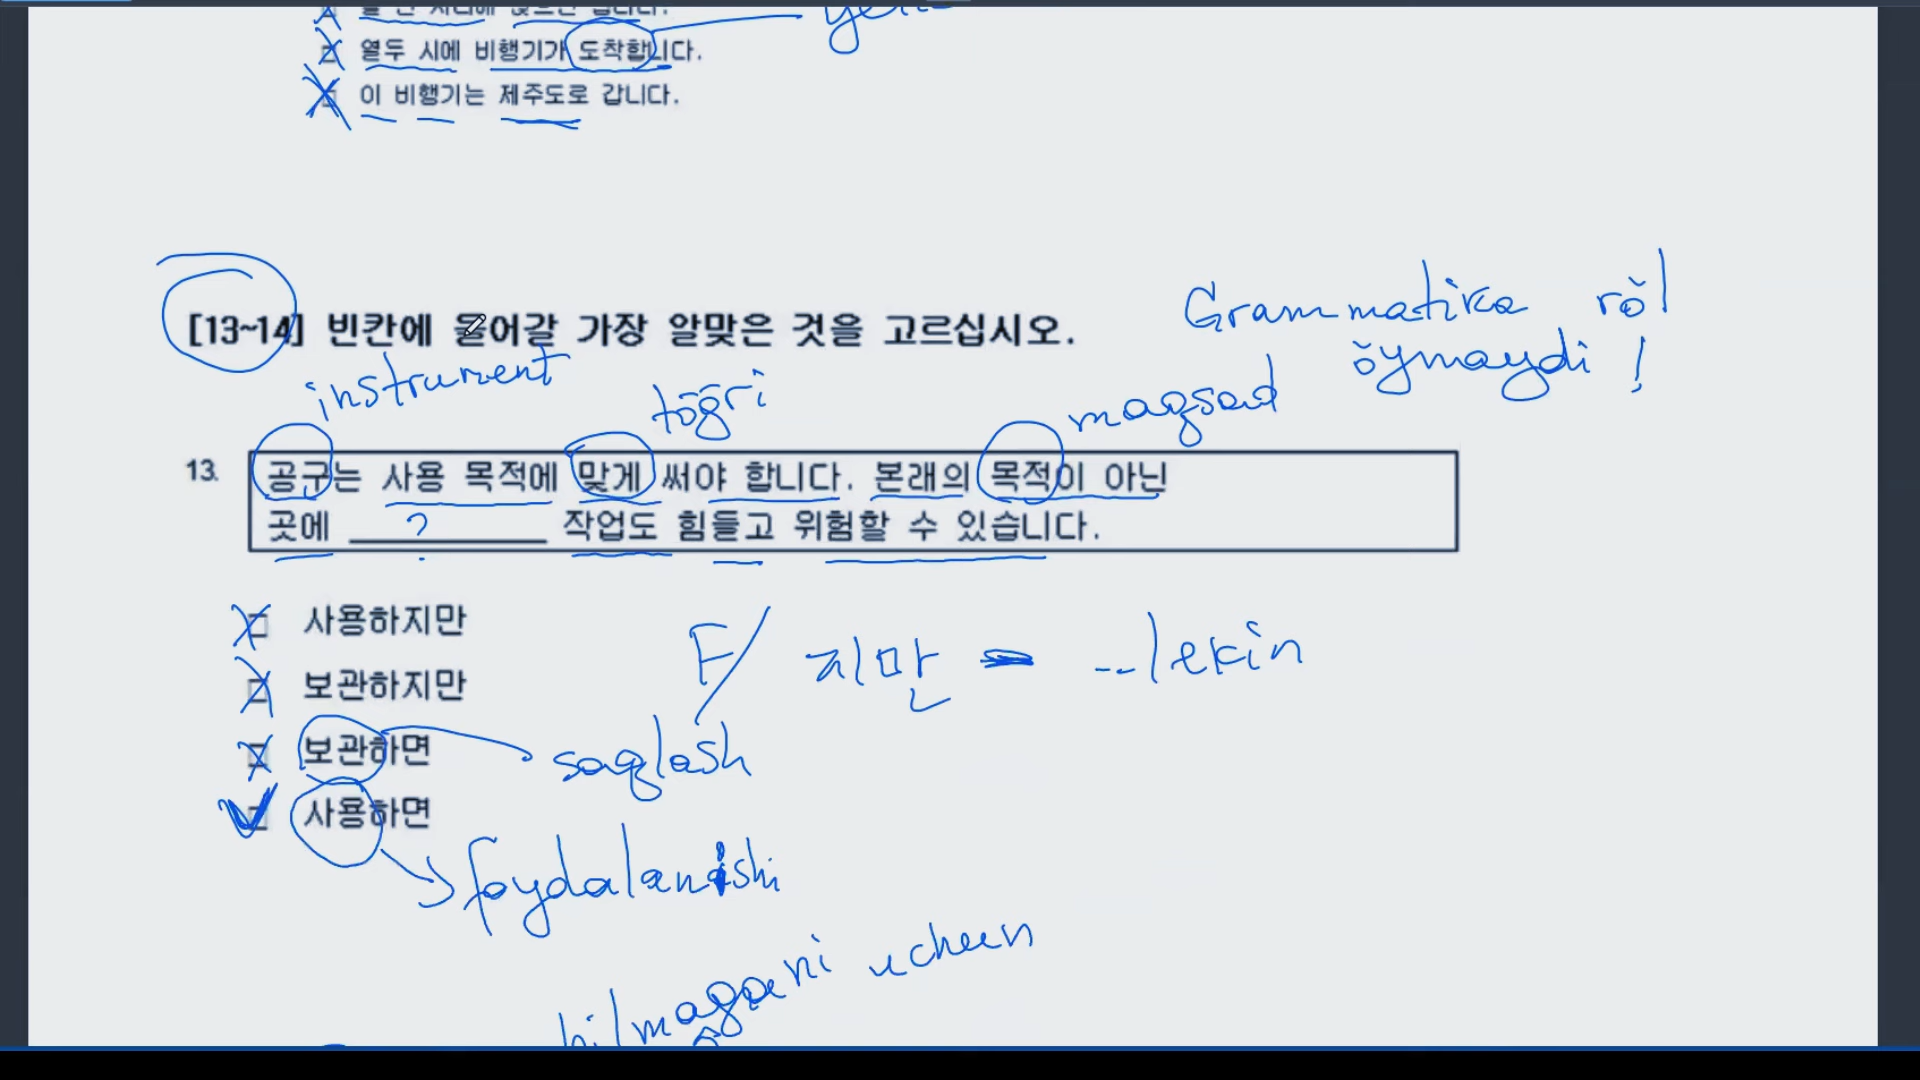 열두 시에 비행기가 도착합니다.
이 비행기는 제주도로 갑니다.
Grammatika rŏl
ŏymaydi !
[13~14] 빈칸에 들어갈 가장 알맞은 것을 고르십시오.
instrument tŏğri maqsad
13. 공구는 사용 목적에 맞게 써야 합니다. 본래의 목적이 아닌
곳에 ? 작업도 힘들고 위험할 수 있습니다.
사용하지만
F/ 지만 = ..lekin
보관하지만
보관하면 saqlash
사용하면
foydalanish
bilmagani uchun